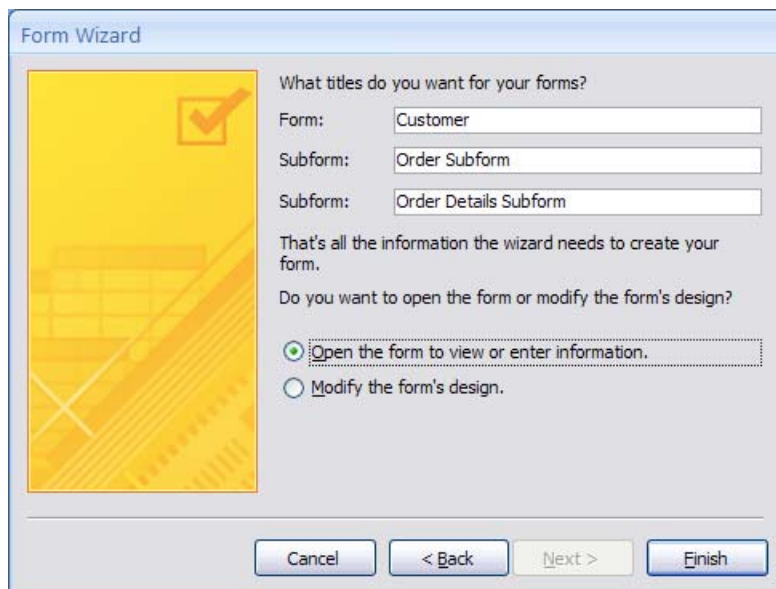 Form Wizard
What titles do you want for your forms?
Form: Customer
Subform: Order Subform
Subform: Order Details Subform
That's all the information the wizard needs to create your
form.
Do you want to open the form or modify the form's design?
Open the form to view or enter information.
Modify the form's design.
Cancel < Back Next > Finish